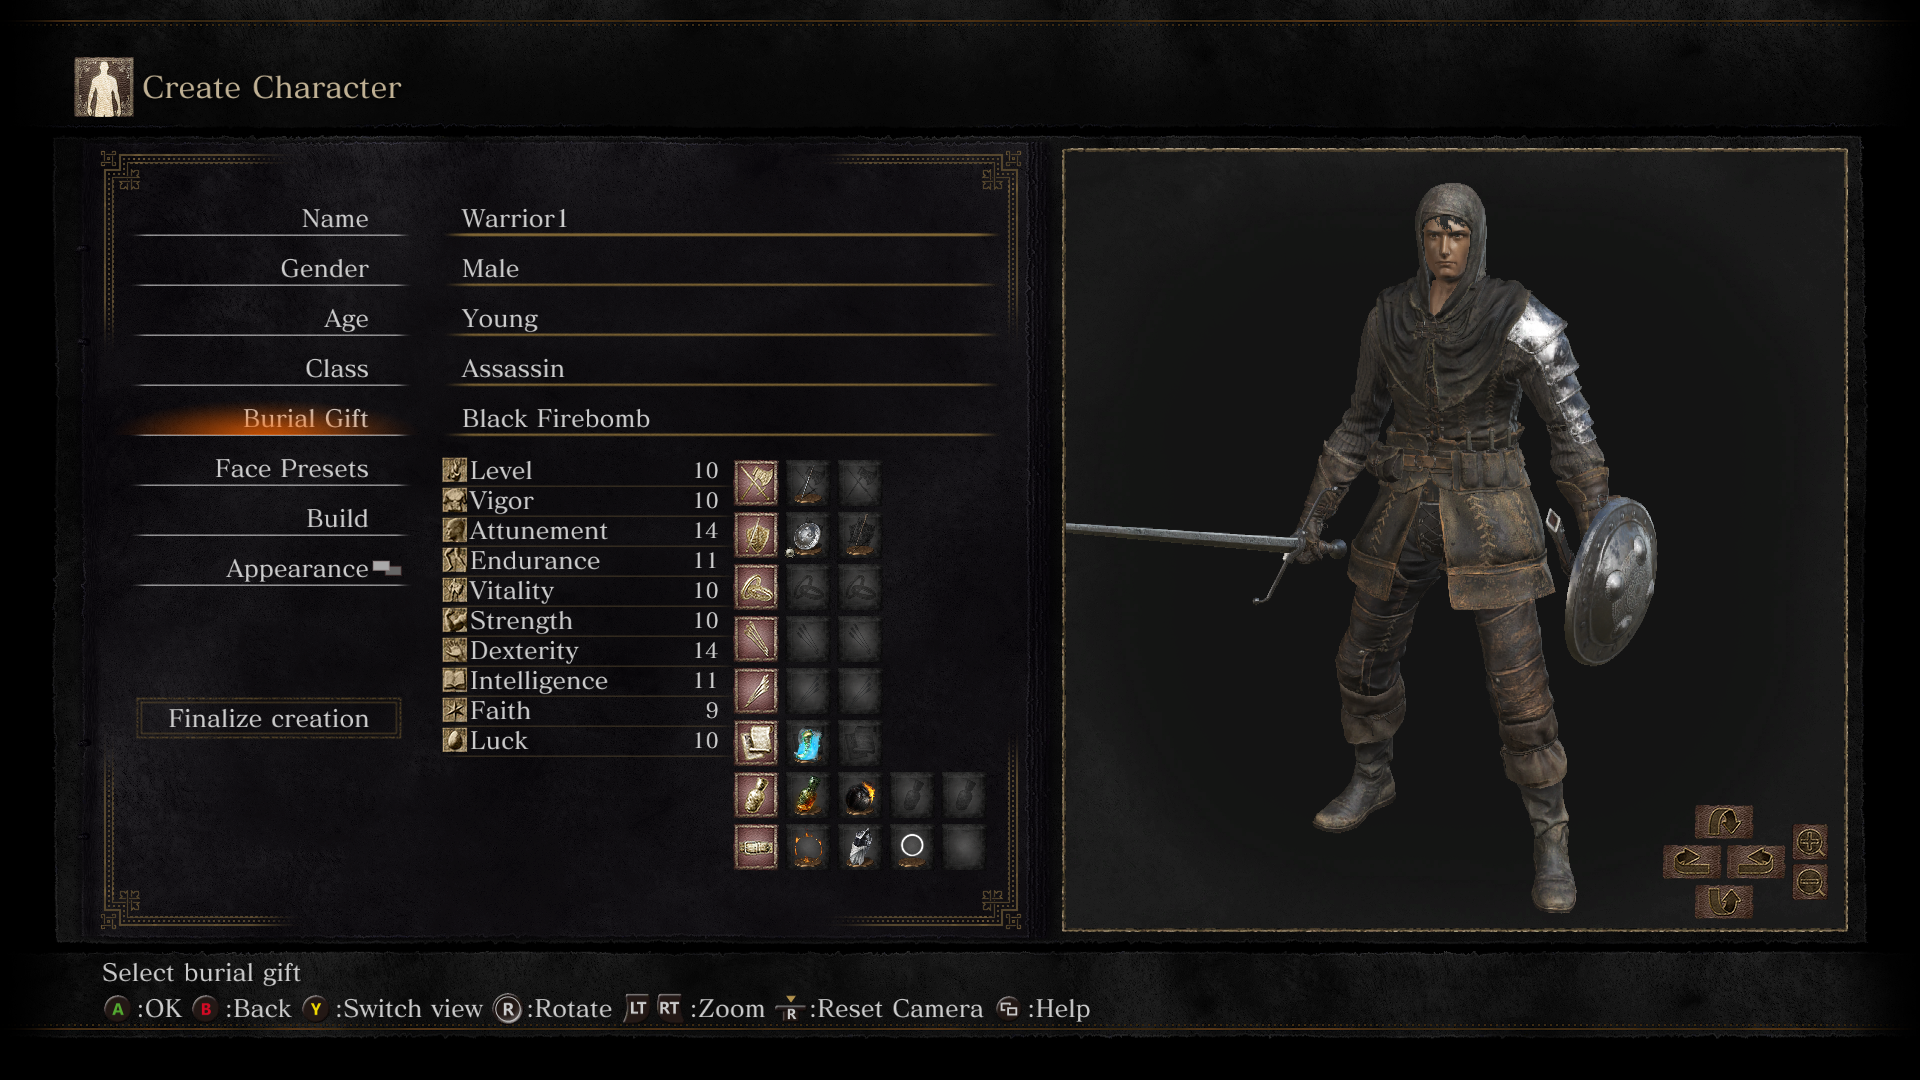 Create Character
Name Warrior1
Gender Male
Age Young
Class Assassin
Burial Gift Black Firebomb
Face Presets
Build
Appearance
Finalize creation
Level 10
Vigor 10
Attunement 14
Endurance 11
Vitality 10
Strength 10
Dexterity 14
Intelligence 11
Faith 9
Luck 10
Select burial gift
A :OK B :Back Y :Switch view R :Rotate LT RT :Zoom R :Reset Camera :Help